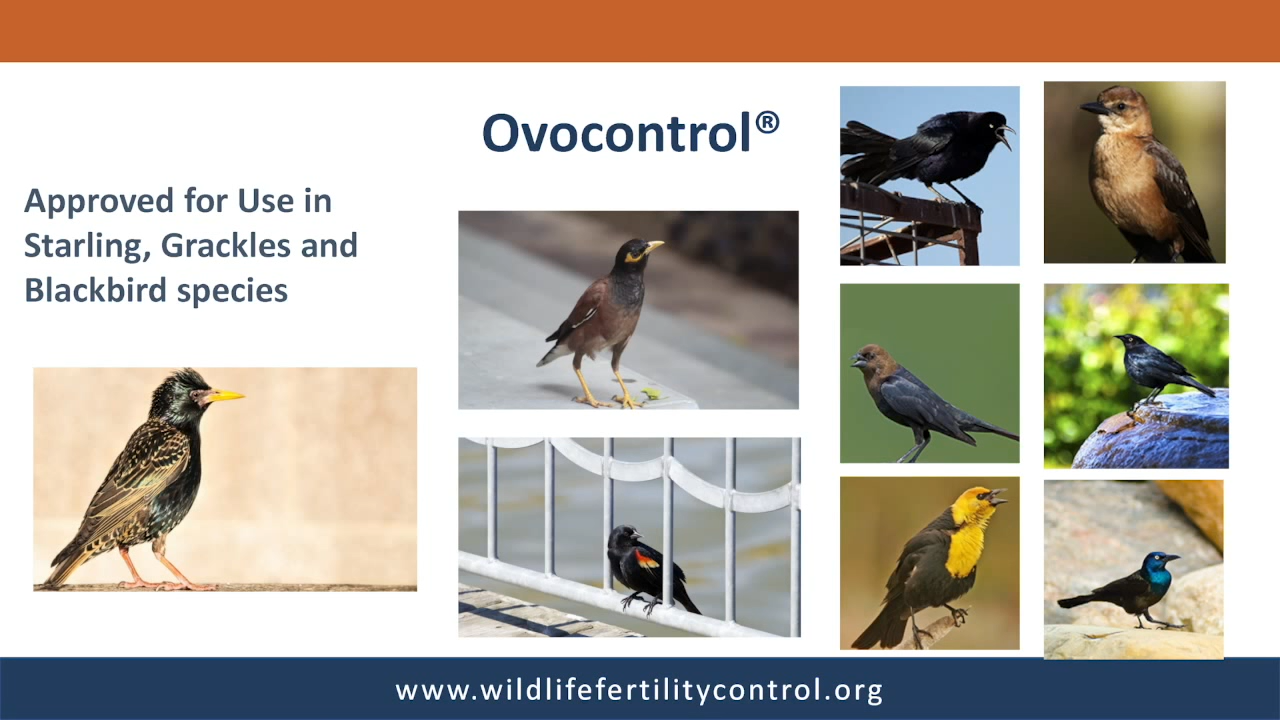 Ovocontrol®
Approved for Use in
Starling, Grackles and
Blackbird species
www.wildlifefertilitycontrol.org